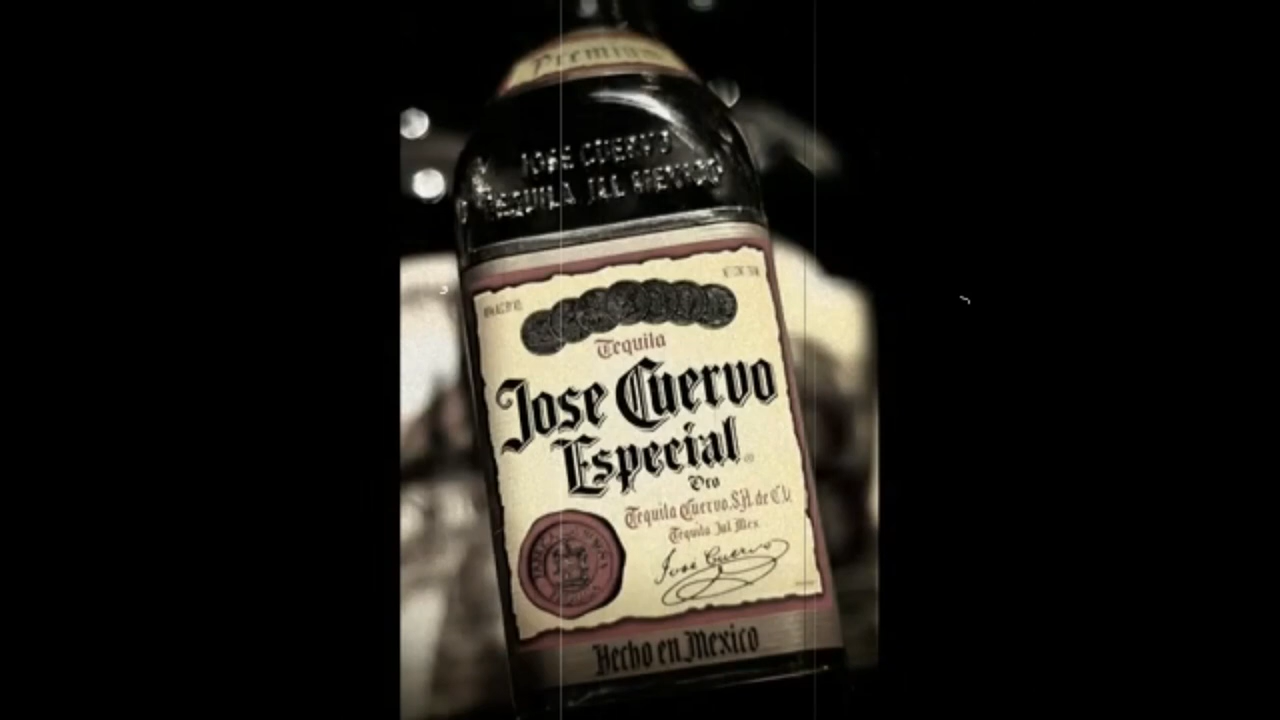 Premium
JOSE CUERVO
TEQUILA JAL MEXICO
Tequila
Jose Cuervo
Especial
Oro
Tequila Cuervo, S.A. de C.V.
Tequila Jal Mex.
José Cuervo
Hecho en Mexico